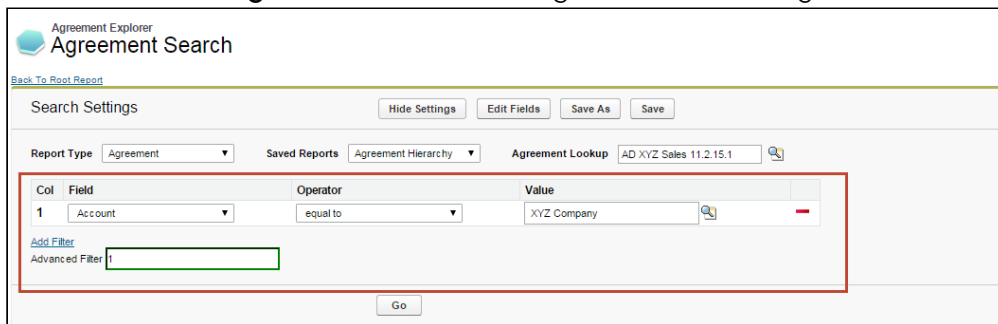 Agreement Explorer
Agreement Search
Back To Root Report
Search Settings Hide Settings Edit Fields Save As Save
Report Type Agreement Saved Reports Agreement Hierarchy Agreement Lookup AD XYZ Sales 11.2.15.1
Col Field Operator Value
1 Account equal to XYZ Company
Add Filter
Advanced Filter 1
Go